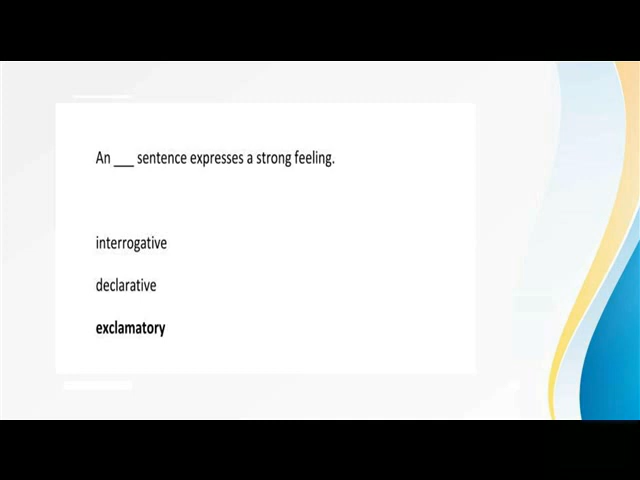 An ___ sentence expresses a strong feeling.
interrogative
declarative
exclamatory